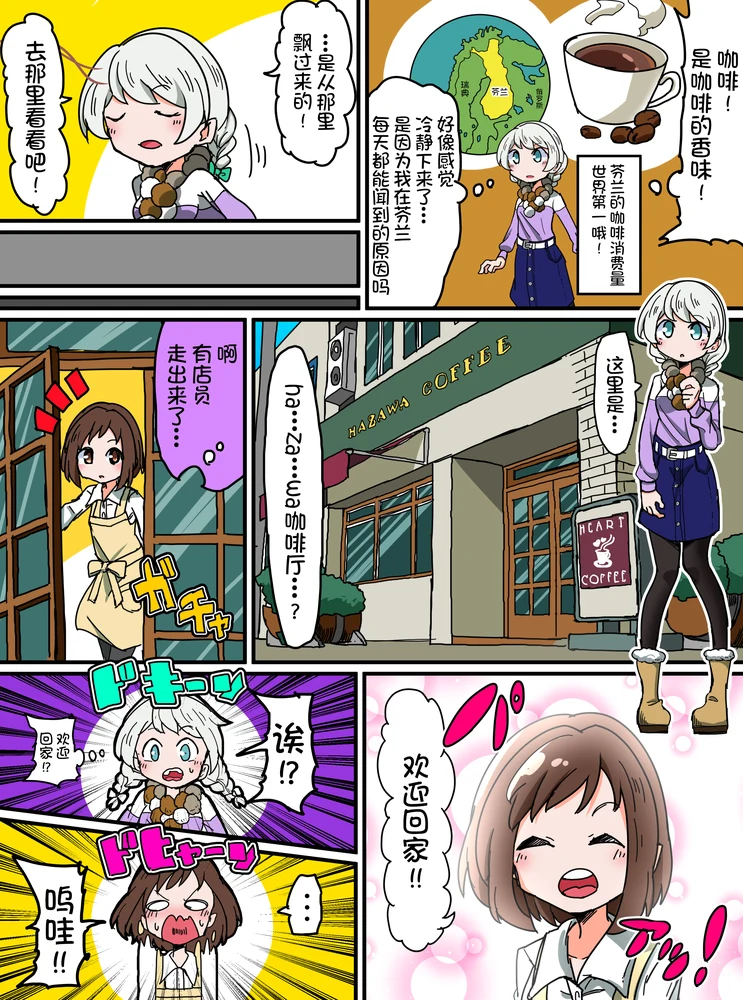 咖啡！
是咖啡的香味！
瑞典
芬兰
俄罗斯
芬兰的咖啡消费量
世界第一哦！
好像感觉
冷静下来了…
是因为我在芬兰
每天都能闻到的原因吗
…是从那里
飘过来的！
去那里看看吧！
这里是…
HAZAWA COFFEE
HEART
COFFEE
ha…za…wa咖啡厅…？
啊
有店员
走出来了…
ガチャ
パ
アッ!
欢迎回家!!
ドキーン
诶!?
欢迎
回家!?
ドヒャーン
…
呜哇!!